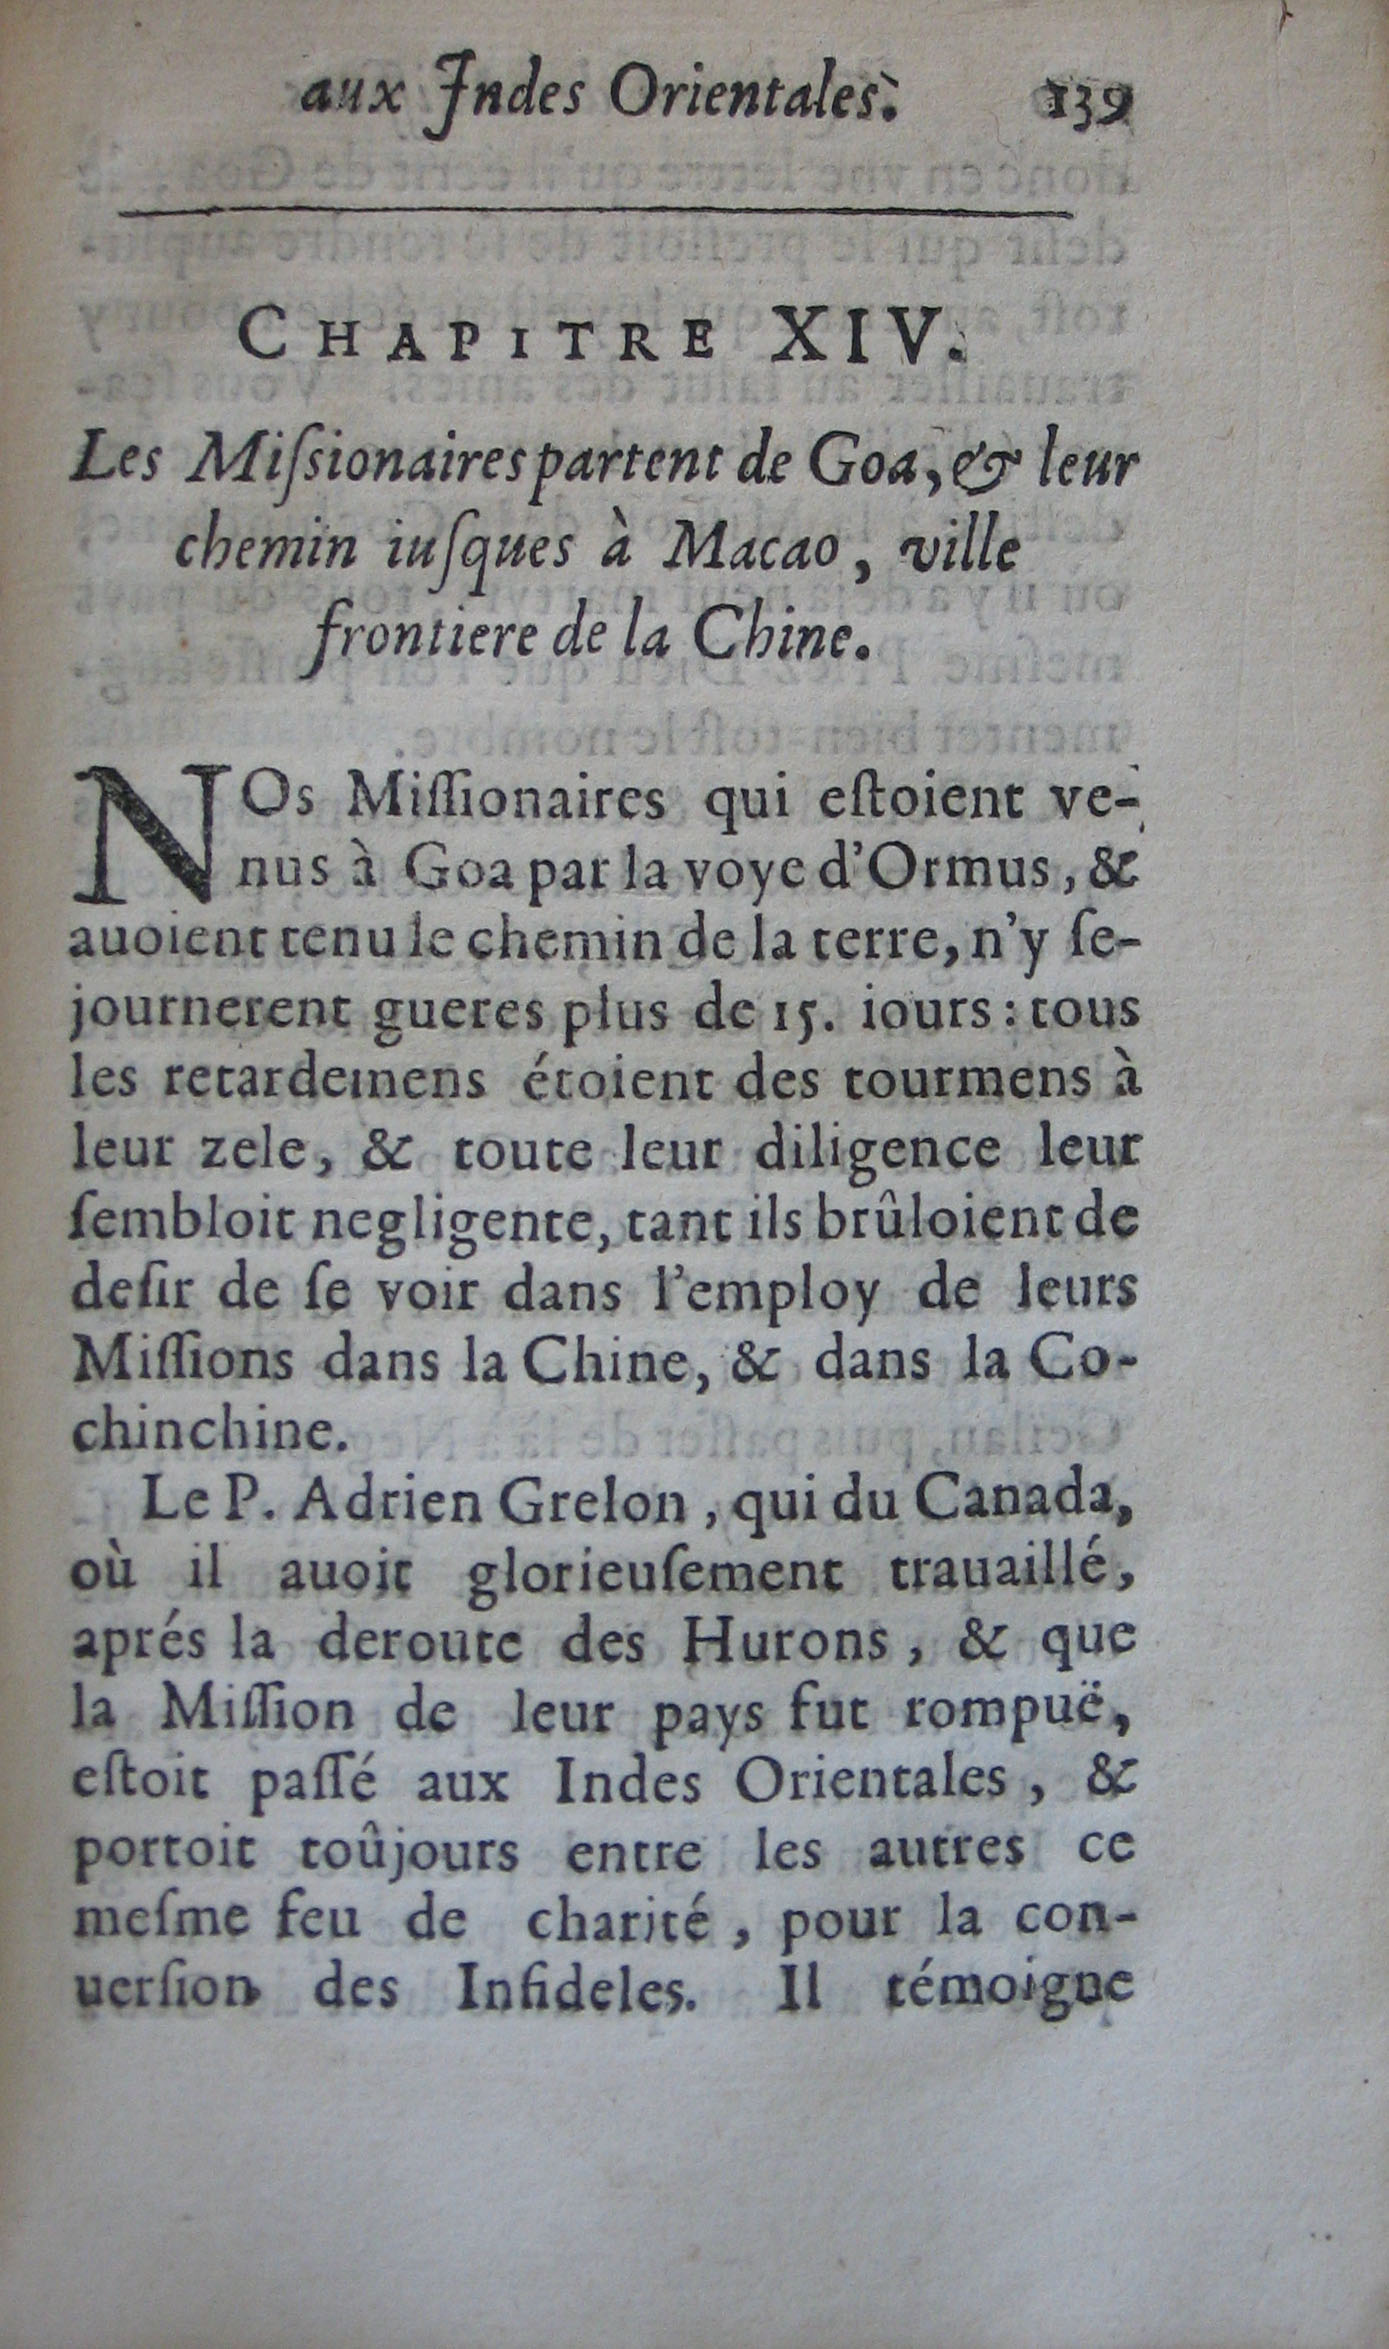 aux Indes Orientales. 139
CHAPITRE XIV.
Les Miſsionaires partent de Goa, & leur
chemin iuſques à Macao, ville
frontiere de la Chine.
NOs Miſſionaires qui eſtoient ve-
nus à Goa par la voye d'Ormus, &
auoient tenu le chemin de la terre, n'y ſe-
journerent gueres plus de 15. iours : tous
les retardemens étoient des tourmens à
leur zele, & toute leur diligence leur
ſembloit negligente, tant ils brûloient de
deſir de ſe voir dans l'employ de leurs
Miſſions dans la Chine, & dans la Co-
chinchine.
Le P. Adrien Grelon, qui du Canada,
où il auoit glorieuſement trauaillé,
aprés la deroute des Hurons, & que
la Miſſion de leur pays fut rompuë,
eſtoit paſſé aux Indes Orientales, &
portoit toûjours entre les autres ce
meſme feu de charité, pour la con-
uerſion des Infideles. Il témoigne